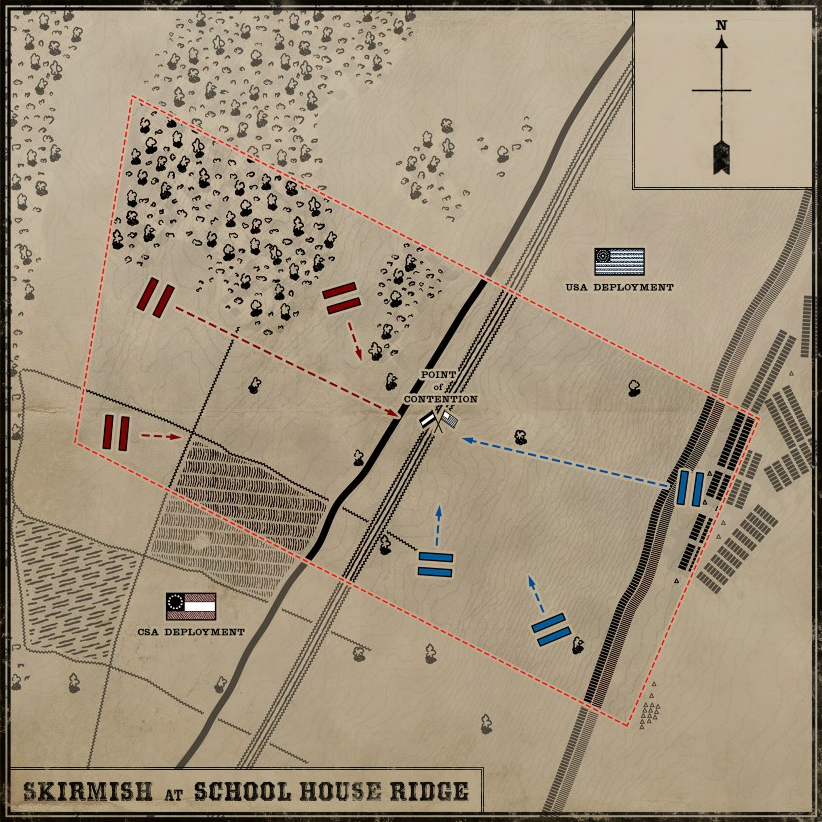 N
USA DEPLOYMENT
POINT
of
CONTENTION
CSA DEPLOYMENT
SKIRMISH AT SCHOOL HOUSE RIDGE